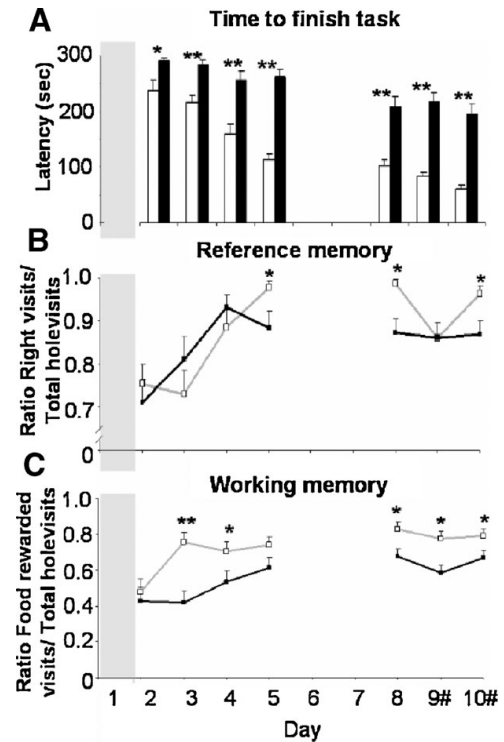 A
Time to finish task
Latency (sec)
300
200
100
0
*
**
**
**
**
**
**
B
Reference memory
Ratio Right visits/
Total holevisits
1.0
0.9
0.8
0.7
0
*
*
*
C
Working memory
Ratio Food rewarded
visits/ Total holevisits
1.0
0.8
0.6
0.4
0.2
0
**
*
*
*
*
1 2 3 4 5 6 7 8 9# 10#
Day